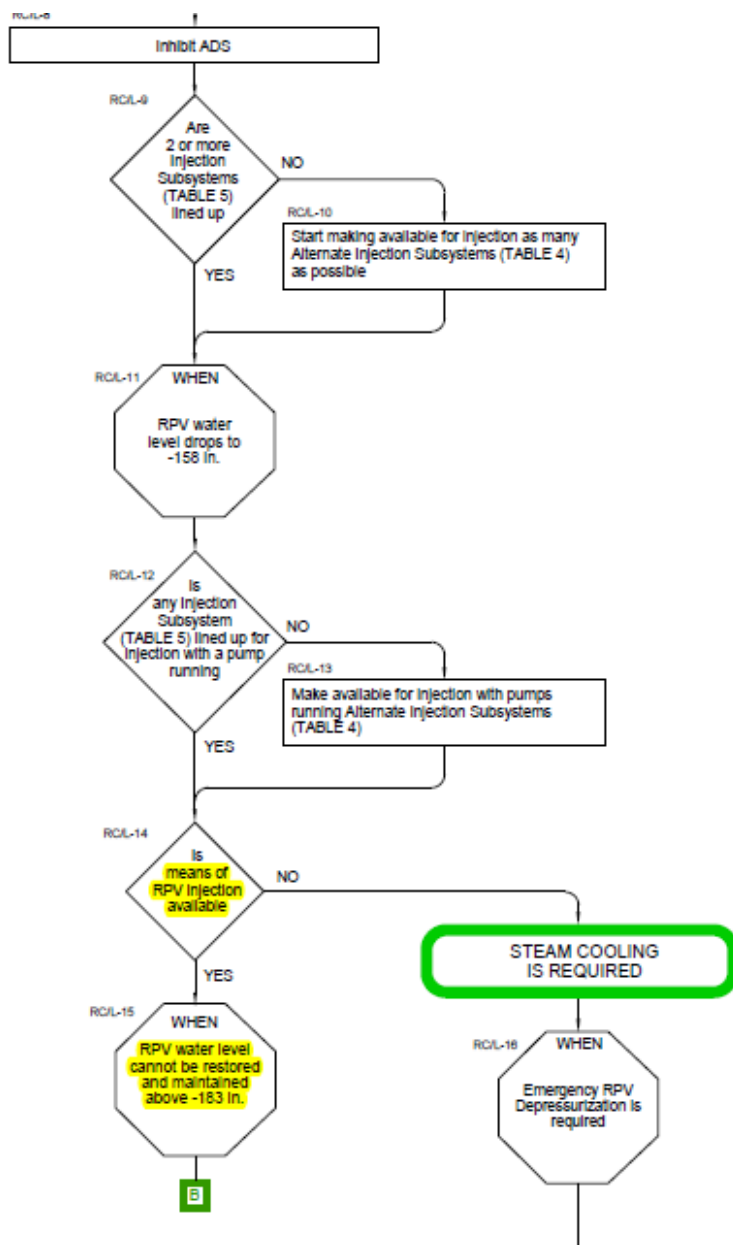 RC/L-8
Inhibit ADS
RC/L-9
Are
2 or more
Injection
Subsystems
(TABLE 5)
lined up
NO
RC/L-10
Start making available for injection as many
Alternate Injection Subsystems (TABLE 4)
as possible
YES
RC/L-11
WHEN
RPV water
level drops to
-158 in.
RC/L-12
Is
any Injection
Subsystem
(TABLE 5) lined up for
injection with a pump
running
NO
RC/L-13
Make available for injection with pumps
running Alternate Injection Subsystems
(TABLE 4)
YES
RC/L-14
Is
means of
RPV injection
available
NO
STEAM COOLING
IS REQUIRED
YES
RC/L-15
WHEN
RPV water level
cannot be restored
and maintained
above -183 in.
B
RC/L-16
WHEN
Emergency RPV
Depressurization is
required